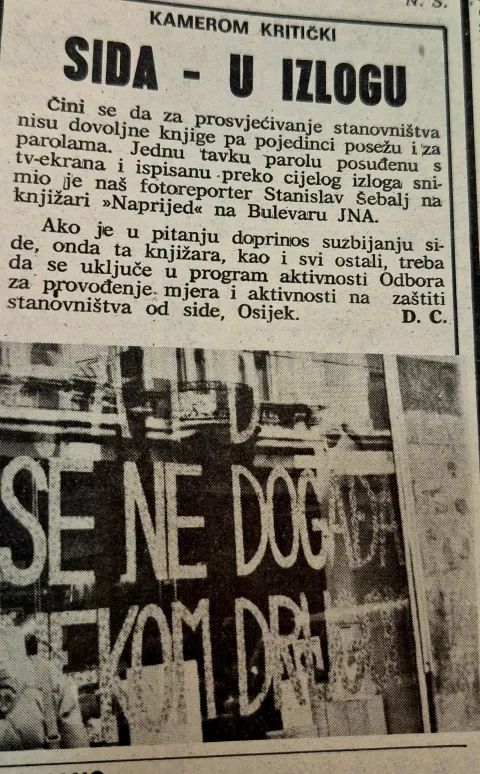 N. S.
KAMEROM KRITIČKI
SIDA - U IZLOGU
Čini se da za prosvjećivanje stanovništva
nisu dovoljne knjige pa pojedinci posežu i za
parolama. Jednu tavku parolu posuđenu s
tv-ekrana i ispisanu preko cijelog izloga sni-
mio je naš fotoreporter Stanislav Šebalj na
knjižari »Naprijed« na Bulevaru JNA.
Ako je u pitanju doprinos suzbijanju si-
de, onda ta knjižara, kao i svi ostali, treba
da se uključe u program aktivnosti Odbora
za provođenje mjera i aktivnosti na zaštiti
stanovništva od side, Osijek.
D. C.
SE NE DOGAĐA
EKOM DRU